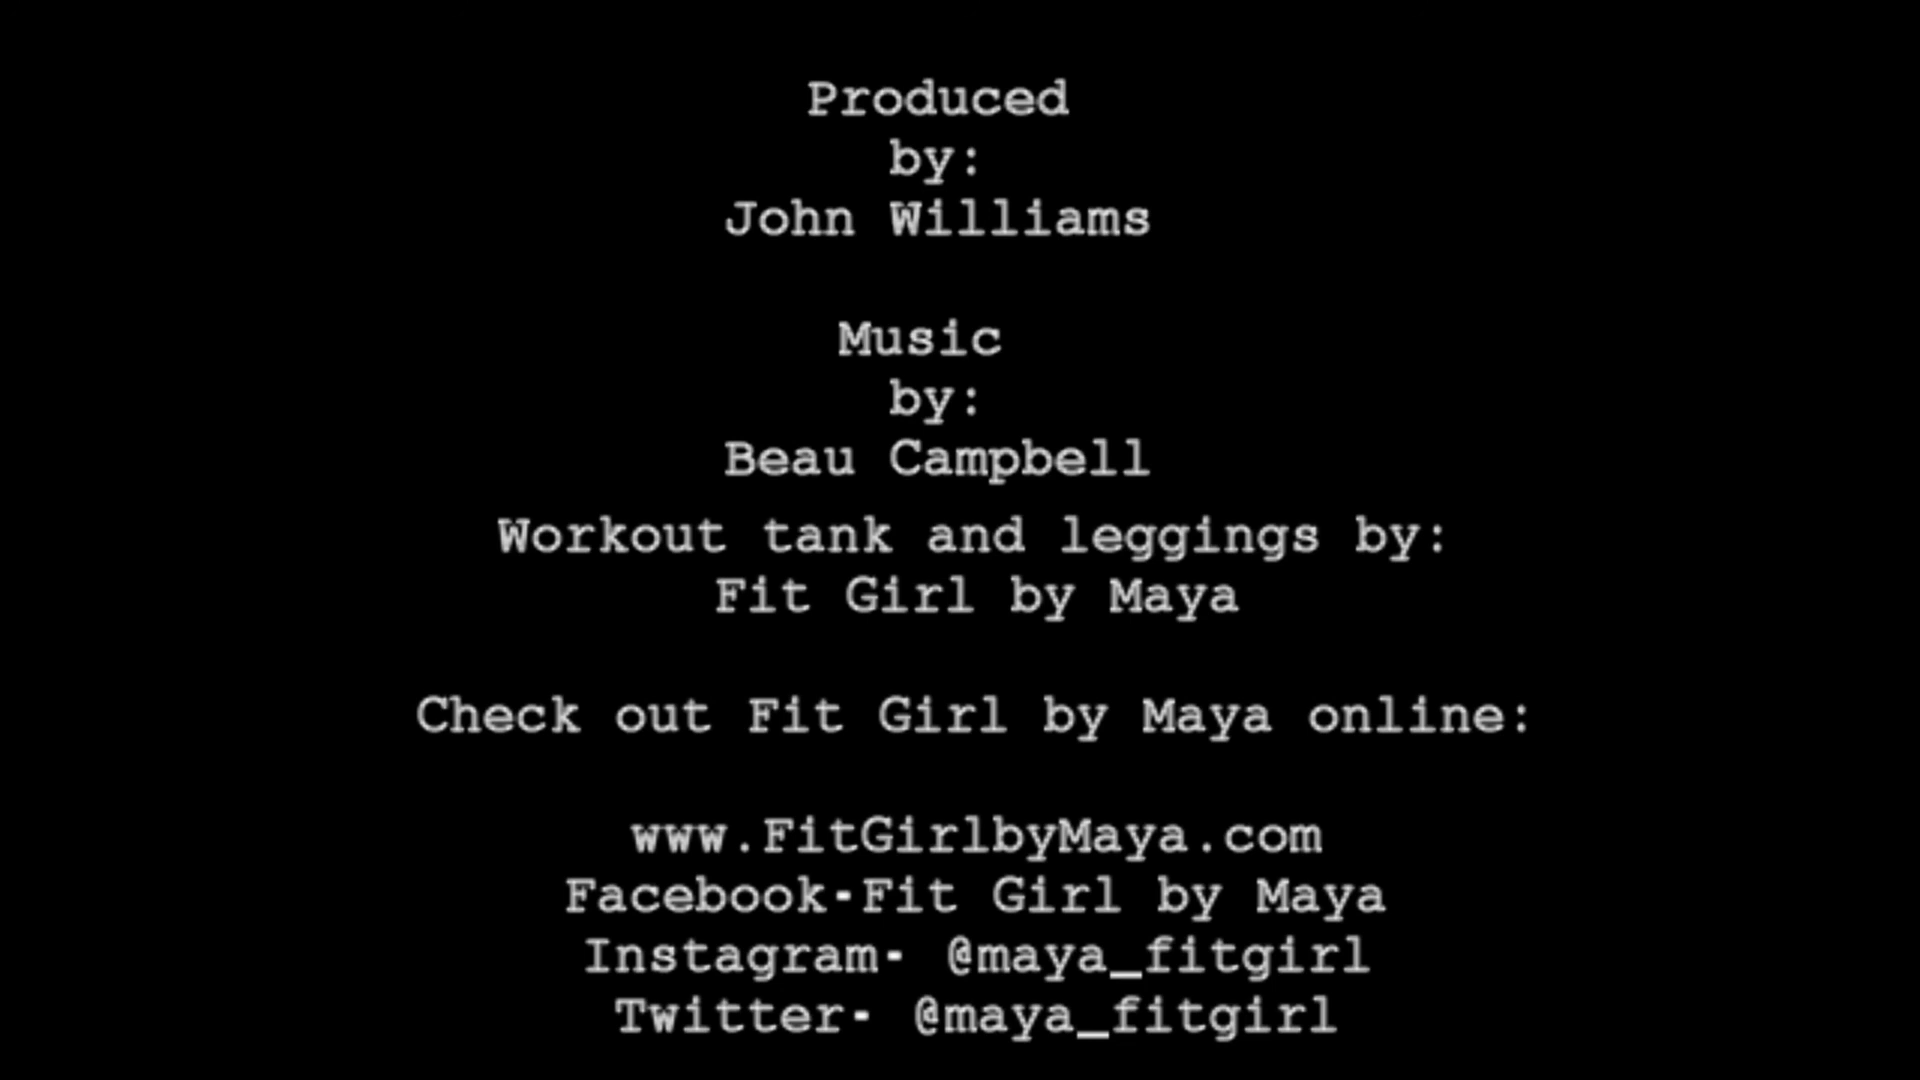 Produced
by:
John Williams
Music
by:
Beau Campbell
Workout tank and leggings by:
Fit Girl by Maya
Check out Fit Girl by Maya online:
www.FitGirlbyMaya.com
Facebook-Fit Girl by Maya
Instagram- @maya_fitgirl
Twitter- @maya_fitgirl